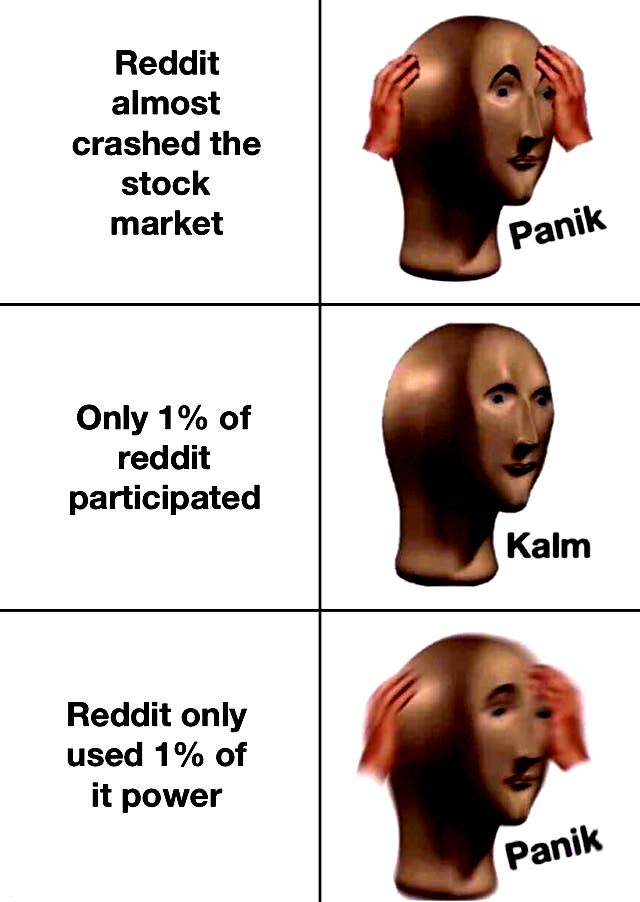 Reddit
almost
crashed the
stock
market
Panik
Only 1% of
reddit
participated
Kalm
Reddit only
used 1% of
it power
Panik